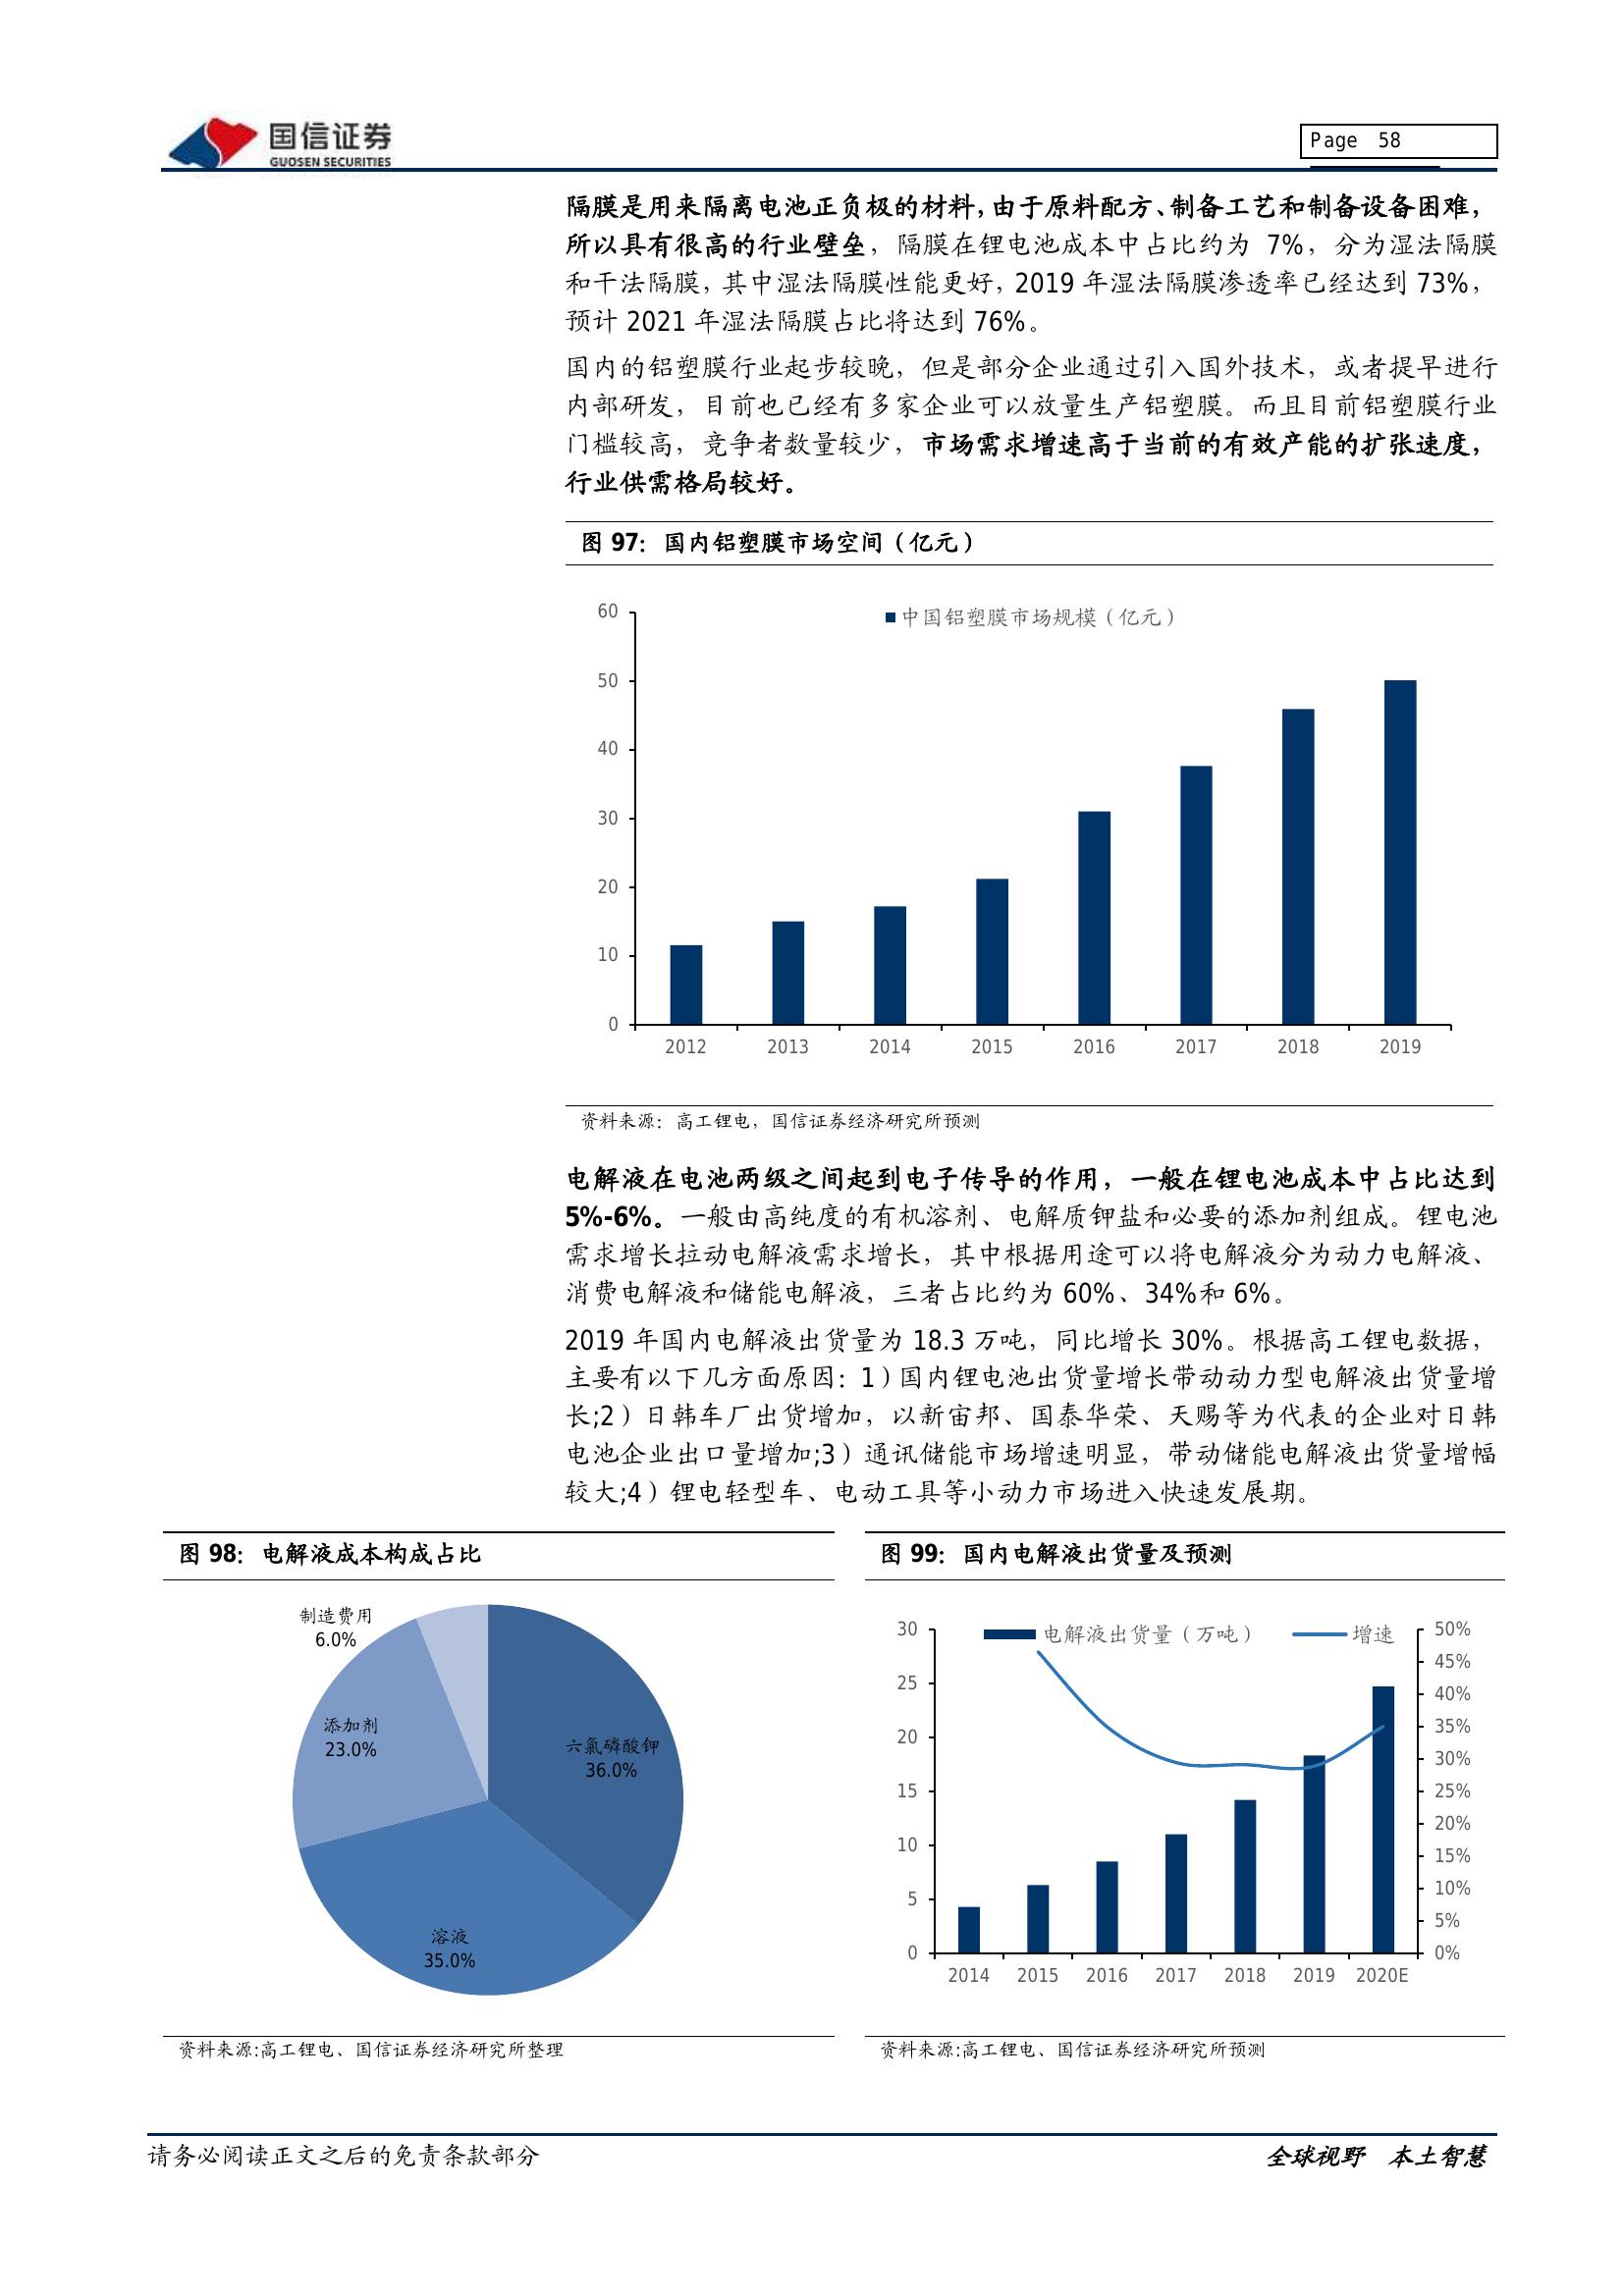 国信证券
GUOSEN SECURITIES
Page 58
隔膜是用来隔离电池正负极的材料，由于原料配方、制备工艺和制备设备困难，
所以具有很高的行业壁垒，隔膜在锂电池成本中占比约为 7%，分为湿法隔膜
和干法隔膜，其中湿法隔膜性能更好，2019 年湿法隔膜渗透率已经达到 73%，
预计 2021 年湿法隔膜占比将达到 76%。
国内的铝塑膜行业起步较晚，但是部分企业通过引入国外技术，或者提早进行
内部研发，目前也已经有多家企业可以放量生产铝塑膜。而且目前铝塑膜行业
门槛较高，竞争者数量较少，市场需求增速高于当前的有效产能的扩张速度，
行业供需格局较好。
图 97：国内铝塑膜市场空间（亿元）
中国铝塑膜市场规模（亿元）
60
50
40
30
20
10
0
2012 2013 2014 2015 2016 2017 2018 2019
资料来源：高工锂电，国信证券经济研究所预测
电解液在电池两级之间起到电子传导的作用，一般在锂电池成本中占比达到
5%-6%。一般由高纯度的有机溶剂、电解质钾盐和必要的添加剂组成。锂电池
需求增长拉动电解液需求增长，其中根据用途可以将电解液分为动力电解液、
消费电解液和储能电解液，三者占比约为 60%、34%和 6%。
2019 年国内电解液出货量为 18.3 万吨，同比增长 30%。根据高工锂电数据，
主要有以下几方面原因：1）国内锂电池出货量增长带动动力型电解液出货量增
长;2）日韩车厂出货增加，以新宙邦、国泰华荣、天赐等为代表的企业对日韩
电池企业出口量增加;3）通讯储能市场增速明显，带动储能电解液出货量增幅
较大;4）锂电轻型车、电动工具等小动力市场进入快速发展期。
图 98：电解液成本构成占比
制造费用
6.0%
添加剂
23.0%
六氟磷酸钾
36.0%
溶液
35.0%
资料来源:高工锂电、国信证券经济研究所整理
图 99：国内电解液出货量及预测
电解液出货量（万吨） 增速
30
25
20
15
10
5
0
50%
45%
40%
35%
30%
25%
20%
15%
10%
5%
0%
2014 2015 2016 2017 2018 2019 2020E
资料来源:高工锂电、国信证券经济研究所预测
请务必阅读正文之后的免责条款部分
全球视野 本土智慧